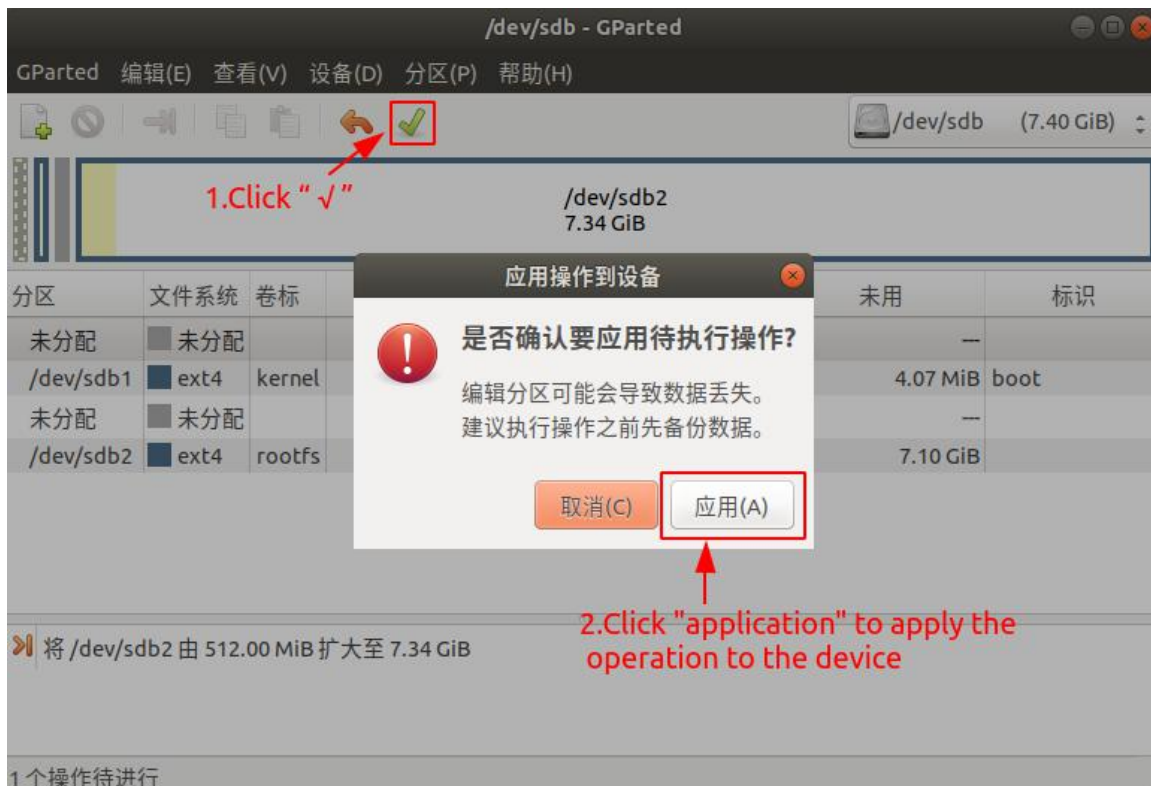 /dev/sdb - GParted
GParted 编辑(E) 查看(V) 设备(D) 分区(P) 帮助(H)
/dev/sdb (7.40 GiB)
1.Click “ √ ”
/dev/sdb2
7.34 GiB
应用操作到设备
分区 文件系统 卷标 未用 标识
是否确认要应用待执行操作?
未分配 未分配 —
/dev/sdb1 ext4 kernel 4.07 MiB boot
编辑分区可能会导致数据丢失。
未分配 未分配 —
建议执行操作之前先备份数据。
/dev/sdb2 ext4 rootfs 7.10 GiB
取消(C) 应用(A)
2.Click "application" to apply the
operation to the device
将 /dev/sdb2 由 512.00 MiB 扩大至 7.34 GiB
1 个操作待进行